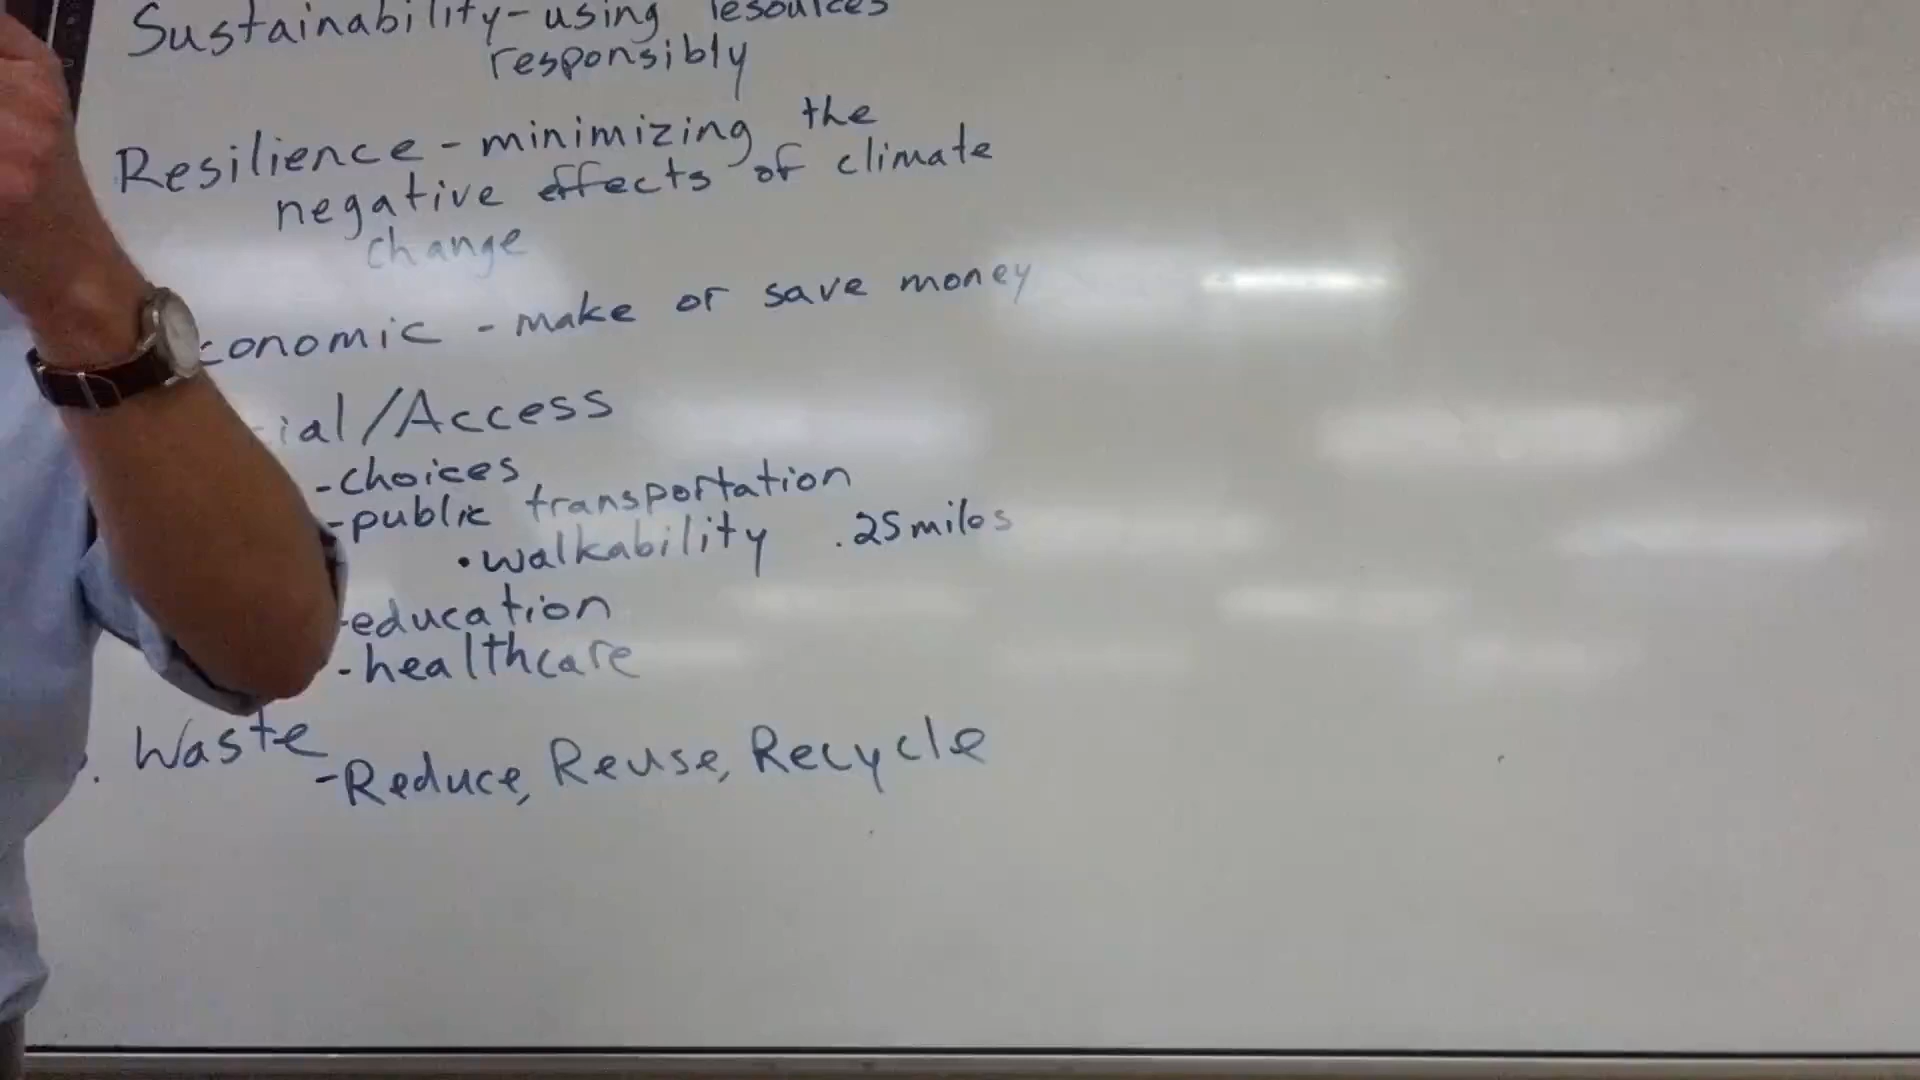 Sustainability - using resources
responsibly
Resilience - minimizing the
negative effects of climate
change
conomic - make or save money
ial/Access
- choices
- public transportation
• walkability .25 miles
- education
- healthcare
. Waste
- Reduce, Reuse, Recycle